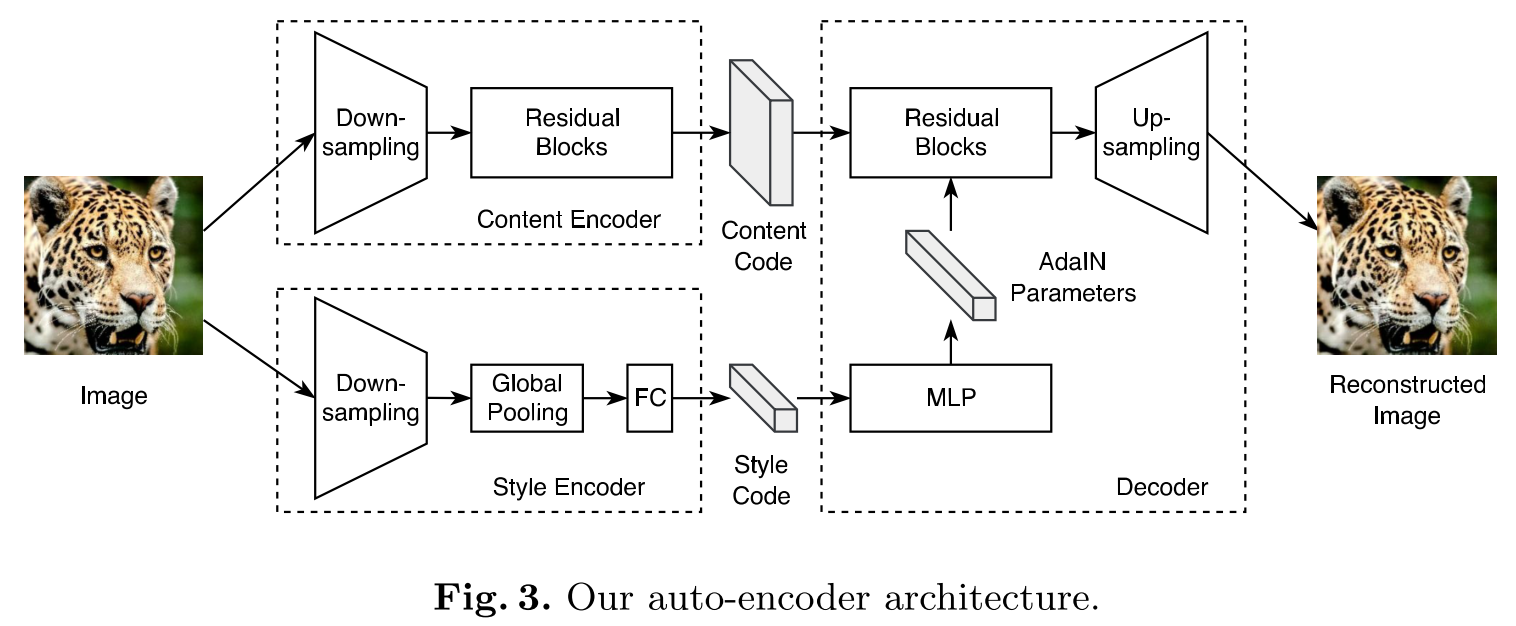 Down-
sampling
Residual
Blocks
Content Encoder
Content
Code
Residual
Blocks
Up-
sampling
AdaIN
Parameters
Image
Down-
sampling
Global
Pooling
FC
Style Encoder
Style
Code
MLP
Decoder
Reconstructed
Image
Fig. 3. Our auto-encoder architecture.